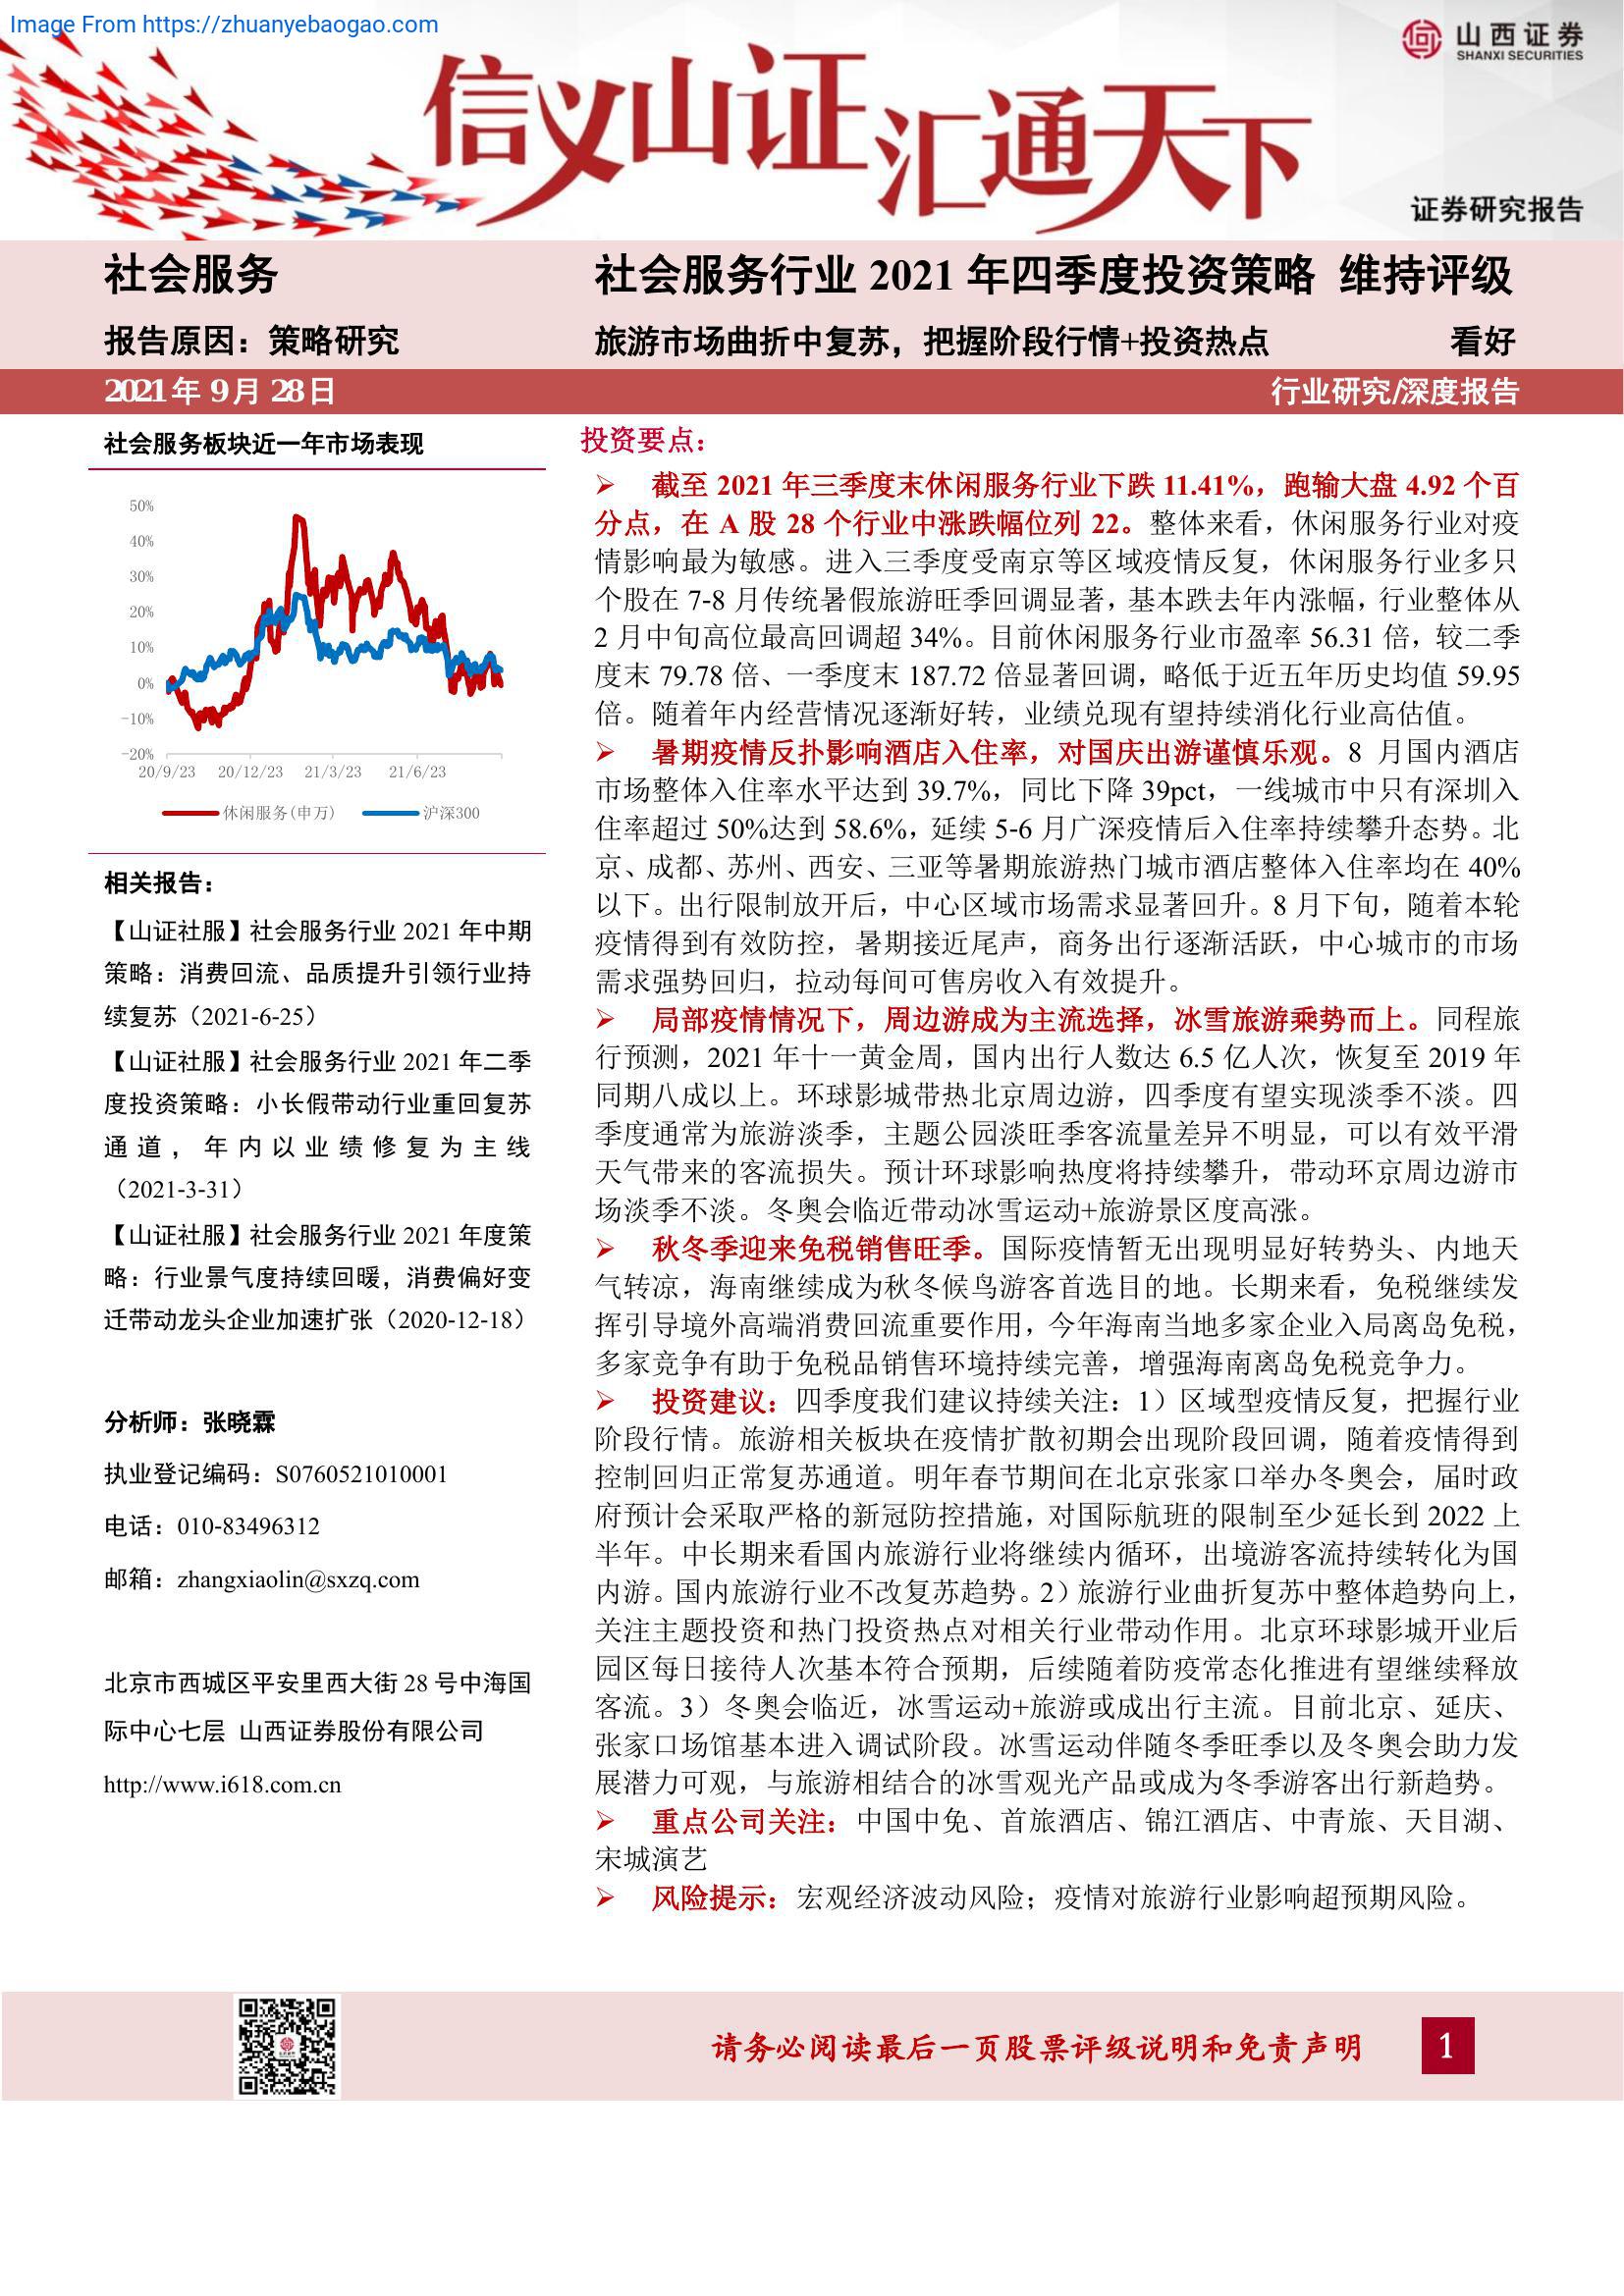 Image From https://zhuanyebaogao.com
山西证券
SHANXI SECURITIES
信义山证汇通天下
证券研究报告
社会服务
社会服务行业 2021 年四季度投资策略 维持评级
报告原因：策略研究
旅游市场曲折中复苏，把握阶段行情+投资热点
看好
2021 年 9 月 28 日
行业研究/深度报告
社会服务板块近一年市场表现
50%
40%
30%
20%
10%
0%
-10%
-20%
20/9/23 20/12/23 21/3/23 21/6/23
休闲服务(申万) 沪深300
相关报告：
【山证社服】社会服务行业 2021 年中期
策略：消费回流、品质提升引领行业持
续复苏（2021-6-25）
【山证社服】社会服务行业 2021 年二季
度投资策略：小长假带动行业重回复苏
通道，年内以业绩修复为主线
（2021-3-31）
【山证社服】社会服务行业 2021 年度策
略：行业景气度持续回暖，消费偏好变
迁带动龙头企业加速扩张（2020-12-18）
分析师：张晓霖
执业登记编码：S0760521010001
电话：010-83496312
邮箱：zhangxiaolin@sxzq.com
北京市西城区平安里西大街 28 号中海国
际中心七层 山西证券股份有限公司
http://www.i618.com.cn
投资要点：
➢ 截至 2021 年三季度末休闲服务行业下跌 11.41%，跑输大盘 4.92 个百
分点，在 A 股 28 个行业中涨跌幅位列 22。整体来看，休闲服务行业对疫
情影响最为敏感。进入三季度受南京等区域疫情反复，休闲服务行业多只
个股在 7-8 月传统暑假旅游旺季回调显著，基本跌去年内涨幅，行业整体从
2 月中旬高位最高回调超 34%。目前休闲服务行业市盈率 56.31 倍，较二季
度末 79.78 倍、一季度末 187.72 倍显著回调，略低于近五年历史均值 59.95
倍。随着年内经营情况逐渐好转，业绩兑现有望持续消化行业高估值。
➢ 暑期疫情反扑影响酒店入住率，对国庆出游谨慎乐观。8 月国内酒店
市场整体入住率水平达到 39.7%，同比下降 39pct，一线城市中只有深圳入
住率超过 50%达到 58.6%，延续 5-6 月广深疫情后入住率持续攀升态势。北
京、成都、苏州、西安、三亚等暑期旅游热门城市酒店整体入住率均在 40%
以下。出行限制放开后，中心区域市场需求显著回升。8 月下旬，随着本轮
疫情得到有效防控，暑期接近尾声，商务出行逐渐活跃，中心城市的市场
需求强势回归，拉动每间可售房收入有效提升。
➢ 局部疫情情况下，周边游成为主流选择，冰雪旅游乘势而上。同程旅
行预测，2021 年十一黄金周，国内出行人数达 6.5 亿人次，恢复至 2019 年
同期八成以上。环球影城带热北京周边游，四季度有望实现淡季不淡。四
季度通常为旅游淡季，主题公园淡旺季客流量差异不明显，可以有效平滑
天气带来的客流损失。预计环球影响热度将持续攀升，带动环京周边游市
场淡季不淡。冬奥会临近带动冰雪运动+旅游景区度高涨。
➢ 秋冬季迎来免税销售旺季。国际疫情暂无出现明显好转势头、内地天
气转凉，海南继续成为秋冬候鸟游客首选目的地。长期来看，免税继续发
挥引导境外高端消费回流重要作用，今年海南当地多家企业入局离岛免税，
多家竞争有助于免税品销售环境持续完善，增强海南离岛免税竞争力。
➢ 投资建议：四季度我们建议持续关注：1）区域型疫情反复，把握行业
阶段行情。旅游相关板块在疫情扩散初期会出现阶段回调，随着疫情得到
控制回归正常复苏通道。明年春节期间在北京张家口举办冬奥会，届时政
府预计会采取严格的新冠防控措施，对国际航班的限制至少延长到 2022 上
半年。中长期来看国内旅游行业将继续内循环，出境游客流持续转化为国
内游。国内旅游行业不改复苏趋势。2）旅游行业曲折复苏中整体趋势向上，
关注主题投资和热门投资热点对相关行业带动作用。北京环球影城开业后
园区每日接待人次基本符合预期，后续随着防疫常态化推进有望继续释放
客流。3）冬奥会临近，冰雪运动+旅游或成出行主流。目前北京、延庆、
张家口场馆基本进入调试阶段。冰雪运动伴随冬季旺季以及冬奥会助力发
展潜力可观，与旅游相结合的冰雪观光产品或成为冬季游客出行新趋势。
➢ 重点公司关注：中国中免、首旅酒店、锦江酒店、中青旅、天目湖、
宋城演艺
➢ 风险提示：宏观经济波动风险；疫情对旅游行业影响超预期风险。
请务必阅读最后一页股票评级说明和免责声明
1